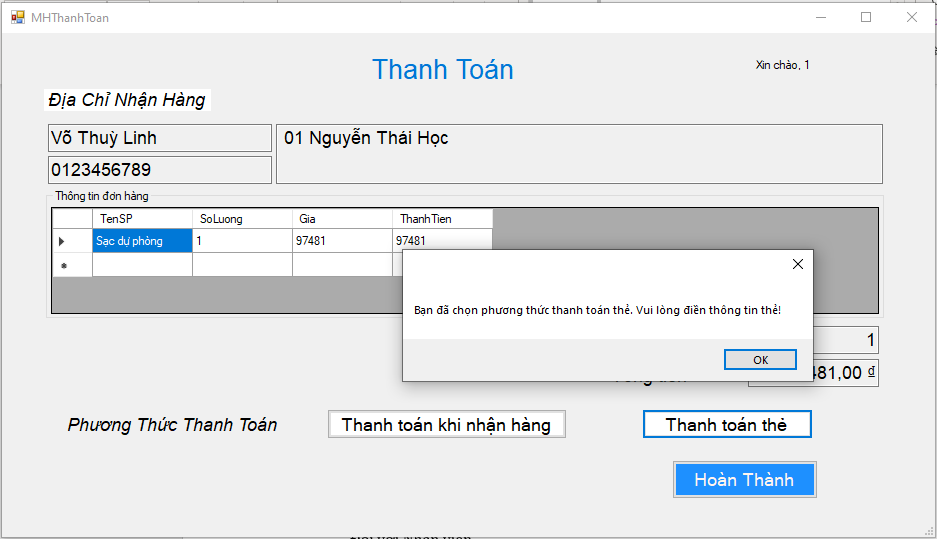 MHThanhToan
Thanh Toán
Xin chào, 1
Địa Chỉ Nhận Hàng
Võ Thuỳ Linh
01 Nguyễn Thái Học
0123456789
Thông tin đơn hàng
TenSP SoLuong Gia ThanhTien
Sạc dự phòng 1 97481 97481
Bạn đã chọn phương thức thanh toán thẻ. Vui lòng điền thông tin thẻ!
OK
1
481,00 ₫
Phương Thức Thanh Toán
Thanh toán khi nhận hàng
Thanh toán thẻ
Hoàn Thành